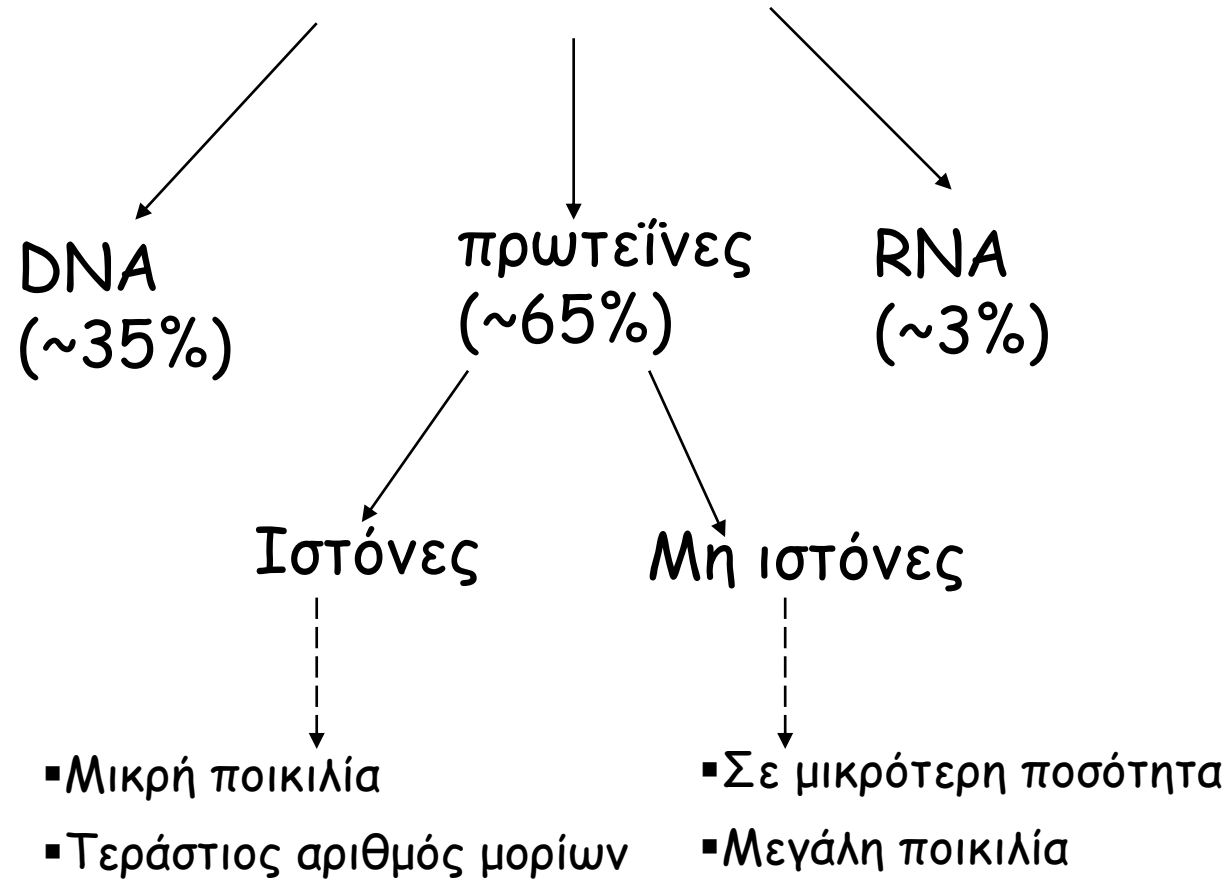 DNA
(~35%)
πρωτεΐνες
(~65%)
RNA
(~3%)
Ιστόνες
Μη ιστόνες
▪Μικρή ποικιλία
▪Τεράστιος αριθμός μορίων
▪Σε μικρότερη ποσότητα
▪Μεγάλη ποικιλία